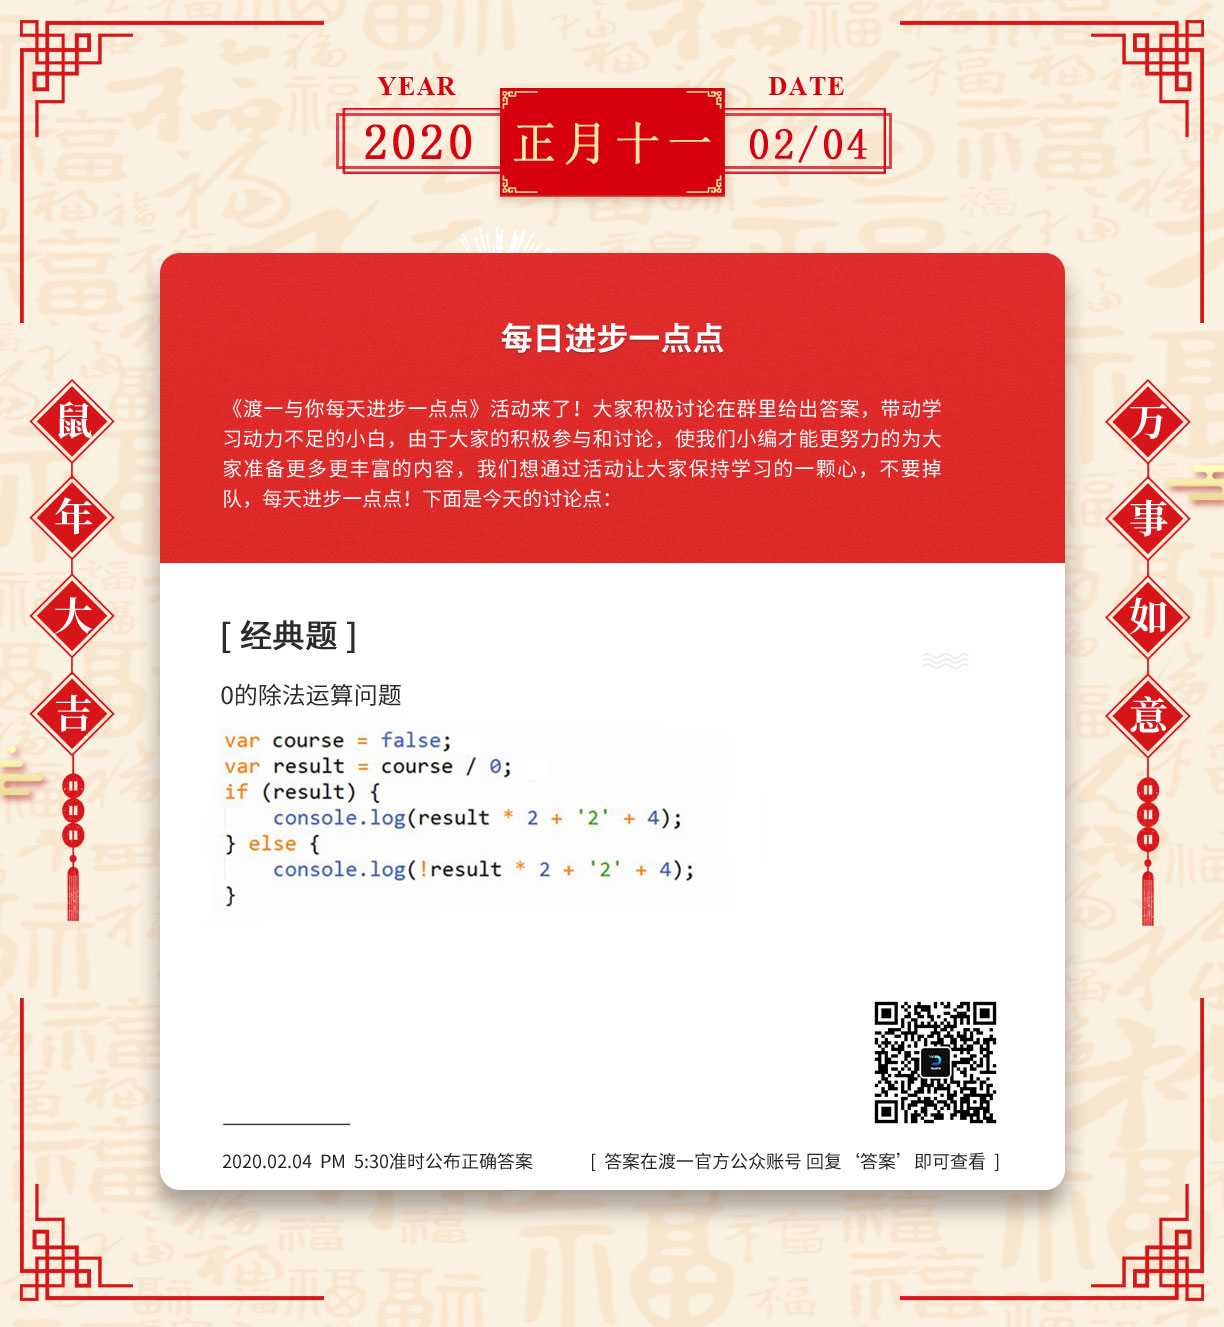 YEAR
DATE
2020
正月十一
02/04
每日进步一点点
《渡一与你每天进步一点点》活动来了！大家积极讨论在群里给出答案，带动学
习动力不足的小白，由于大家的积极参与和讨论，使我们小编才能更努力的为大
家准备更多更丰富的内容，我们想通过活动让大家保持学习的一颗心，不要掉
队，每天进步一点点！下面是今天的讨论点：
鼠年大吉
万事如意
[ 经典题 ]
0的除法运算问题
var course = false;
var result = course / 0;
if (result) {
    console.log(result * 2 + '2' + 4);
} else {
    console.log(!result * 2 + '2' + 4);
}
2020.02.04 PM 5:30准时公布正确答案
[ 答案在渡一官方公众账号 回复‘答案’即可查看 ]